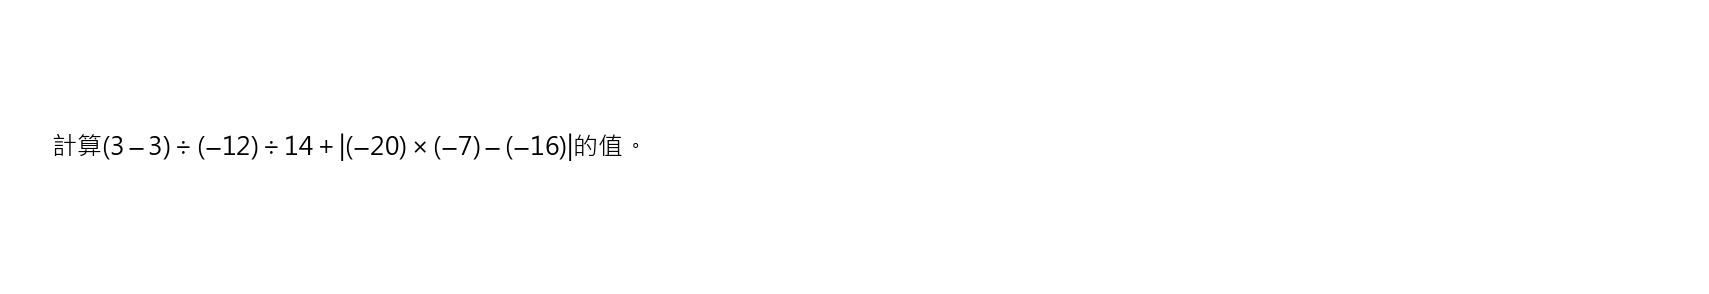 計算(3 – 3) ÷ (–12) ÷ 14 + |(–20) × (–7) – (–16)|的值。